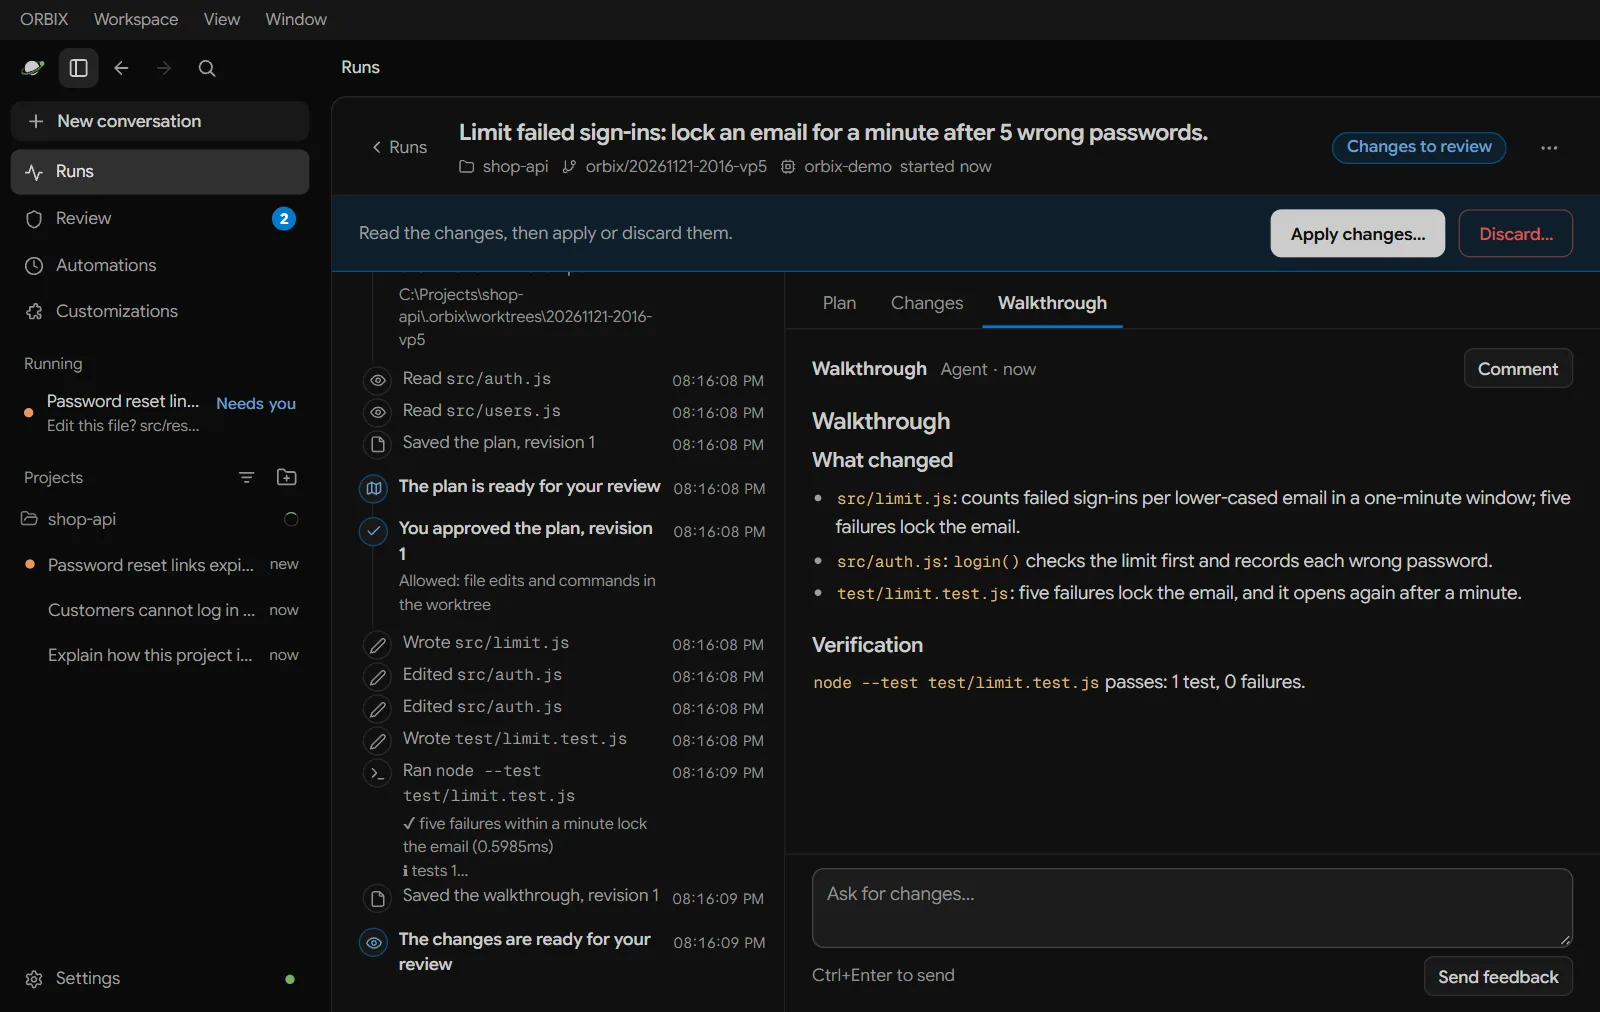 ORBIX Workspace View Window
Runs
New conversation
Runs
Review 2
Automations
Customizations
Running
Password reset lin... Needs you
Edit this file? src/res...
Projects
shop-api
Password reset links expi... new
Customers cannot log in ... now
Explain how this project i... now
Settings
Runs
Limit failed sign-ins: lock an email for a minute after 5 wrong passwords.
shop-api orbix/20261121-2016-vp5 orbix-demo started now
Changes to review
Read the changes, then apply or discard them.
Apply changes...
Discard...
C:\Projects\shop-
api\.orbix\worktrees\20261121-2016-
vp5
Read src/auth.js 08:16:08 PM
Read src/users.js 08:16:08 PM
Saved the plan, revision 1 08:16:08 PM
The plan is ready for your review 08:16:08 PM
You approved the plan, revision 08:16:08 PM
1
Allowed: file edits and commands in
the worktree
Wrote src/limit.js 08:16:08 PM
Edited src/auth.js 08:16:08 PM
Edited src/auth.js 08:16:08 PM
Wrote test/limit.test.js 08:16:08 PM
Ran node --test 08:16:09 PM
test/limit.test.js
✓ five failures within a minute lock
the email (0.5985ms)
ℹ tests 1...
Saved the walkthrough, revision 1 08:16:09 PM
The changes are ready for your 08:16:09 PM
review
Plan Changes Walkthrough
Walkthrough Agent · now
Comment
Walkthrough
What changed
• src/limit.js: counts failed sign-ins per lower-cased email in a one-minute window; five
failures lock the email.
• src/auth.js: login() checks the limit first and records each wrong password.
• test/limit.test.js: five failures lock the email, and it opens again after a minute.
Verification
node --test test/limit.test.js passes: 1 test, 0 failures.
Ask for changes...
Ctrl+Enter to send
Send feedback